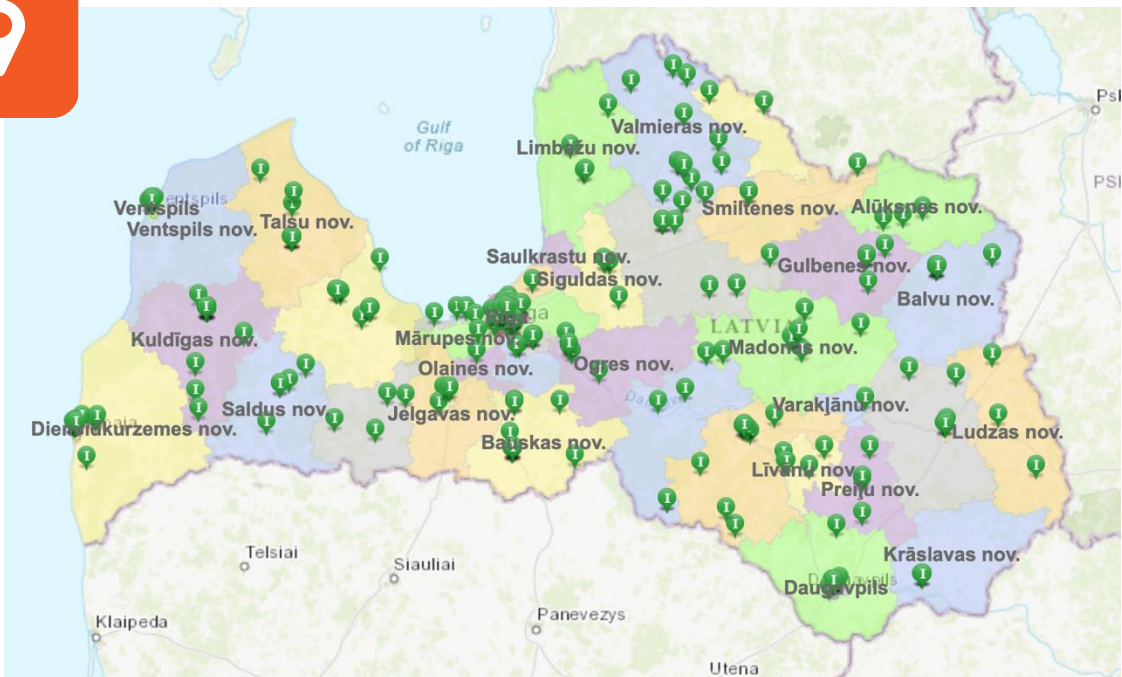 Psk
Gulf
of Riga
Valmieras nov.
Limbažu nov.
PSK
Ventspils
Ventspils nov.
Talsu nov.
Smiltenes nov.
Alūksnes nov.
Saulkrastu nov.
Siguldas nov.
Gulbenes nov.
Balvu nov.
Kuldīgas nov.
Mārupes nov.
LATVIA
Madonas nov.
Olaines nov.
Ogres nov.
Saldus nov.
Jelgavas nov.
Varakļānu nov.
Dienvidkurzemes nov.
Bauskas nov.
Ludzas nov.
Līvānu nov.
Preiļu nov.
Telsiai
Siauliai
Krāslavas nov.
Daugavpils
Klaipeda
Panevezys
Utena